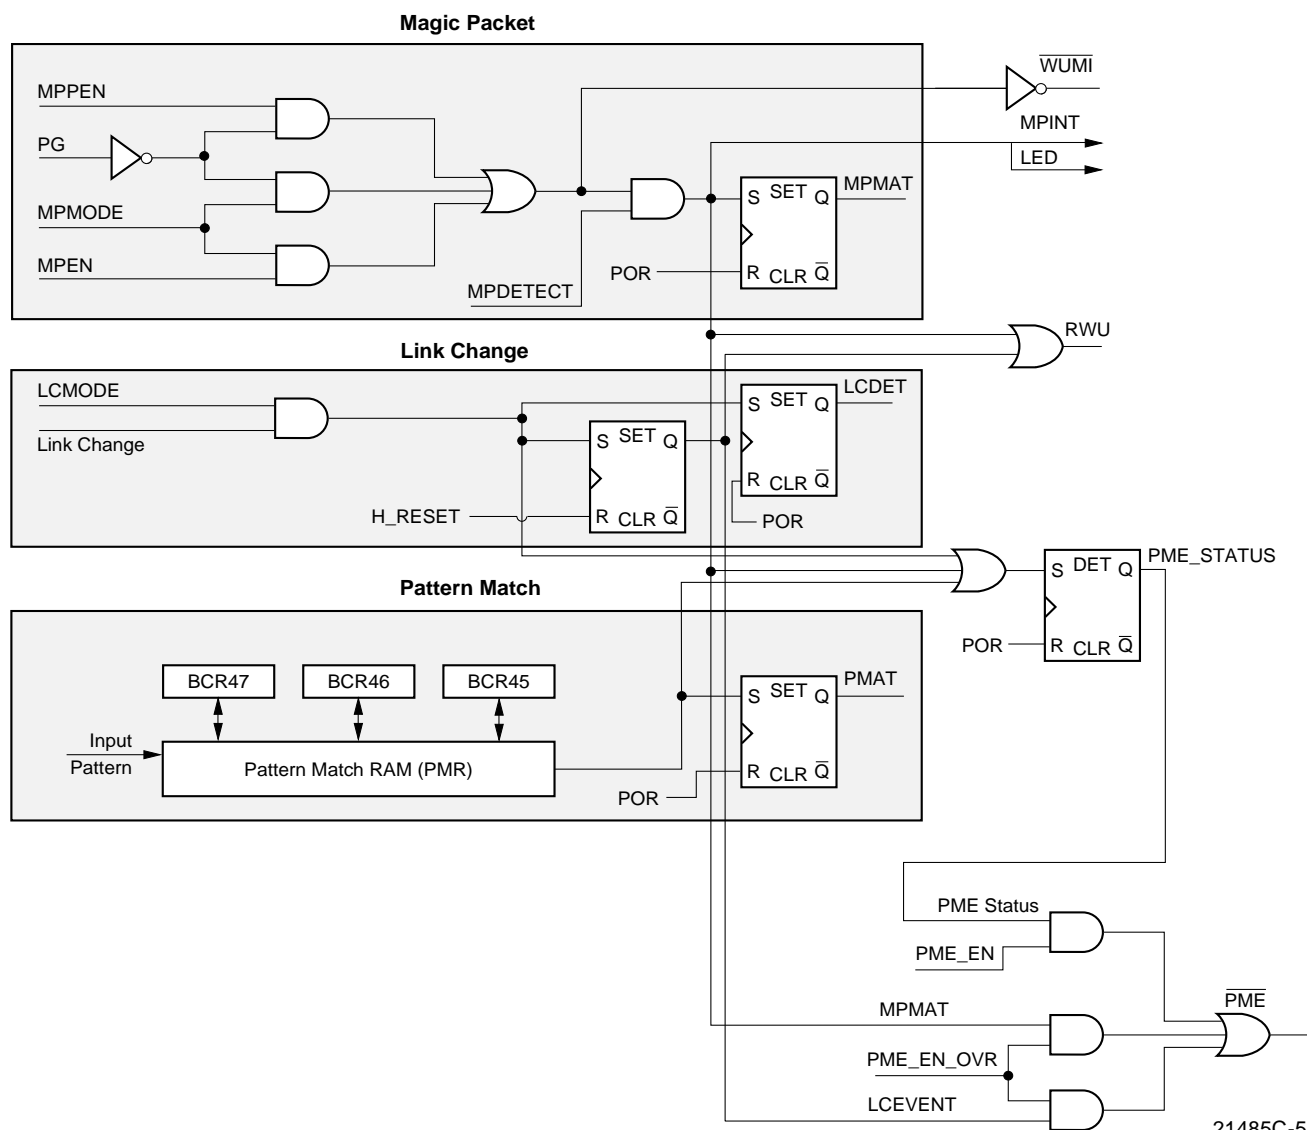 Magic Packet
WUMI
MPPEN
MPINT
PG
LED
S SET Q
MPMAT
MPMODE
MPEN
POR
R CLR Q
MPDETECT
RWU
Link Change
LCMODE
S SET Q
LCDET
Link Change
S SET Q
R CLR Q
H_RESET
R CLR Q
POR
PME_STATUS
S DET Q
Pattern Match
POR
R CLR Q
BCR47
BCR46
BCR45
S SET Q
PMAT
Input
Pattern
Pattern Match RAM (PMR)
R CLR Q
POR
PME Status
PME_EN
PME
MPMAT
PME_EN_OVR
LCEVENT
21485C-5